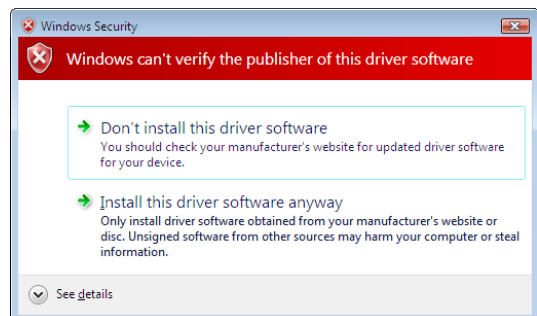 Windows Security
Windows can't verify the publisher of this driver software
Don't install this driver software
You should check your manufacturer's website for updated driver software
for your device.
Install this driver software anyway
Only install driver software obtained from your manufacturer's website or
disc. Unsigned software from other sources may harm your computer or steal
information.
See details